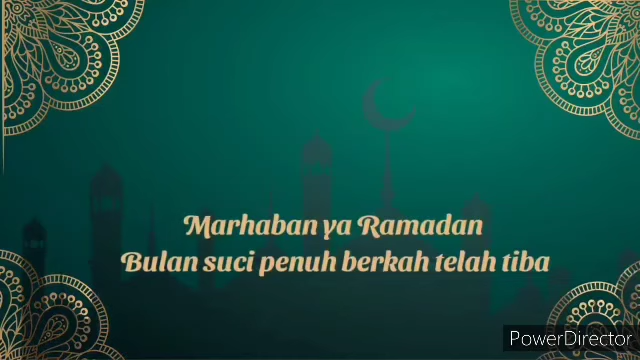 Marhaban ya Ramadan
Bulan suci penuh berkah telah tiba
PowerDirector